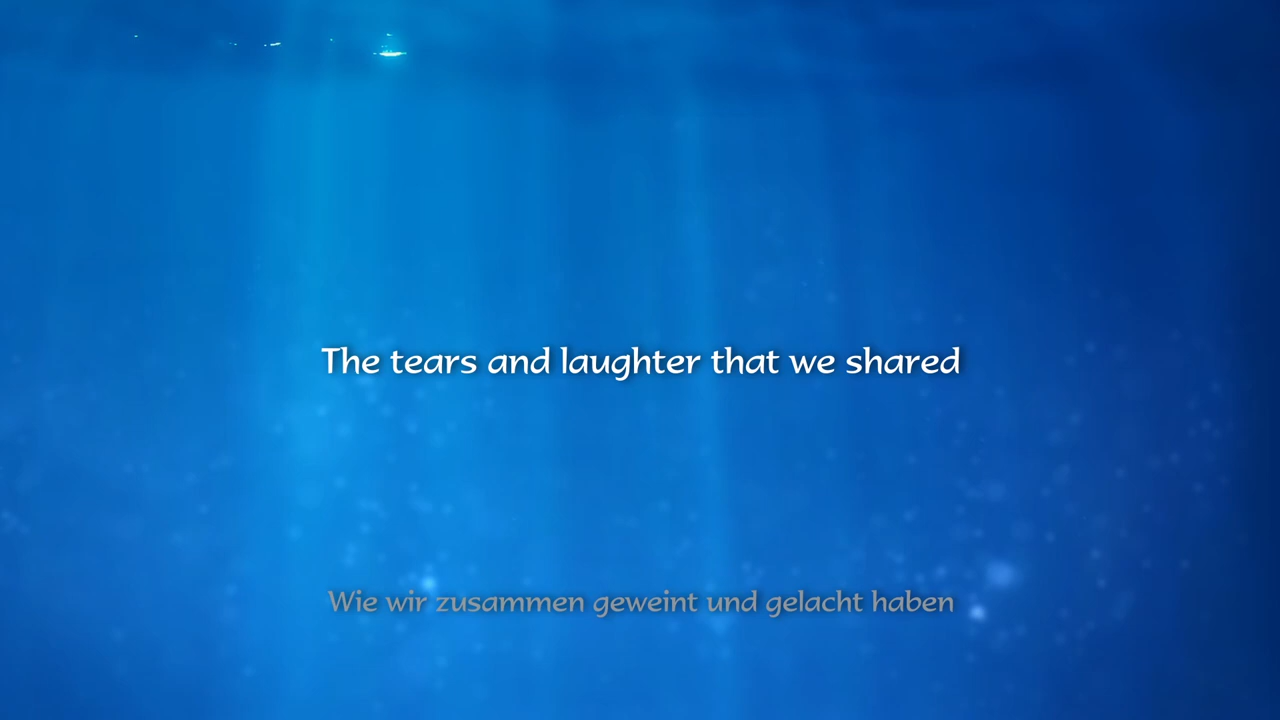 The tears and laughter that we shared
Wie wir zusammen geweint und gelacht haben